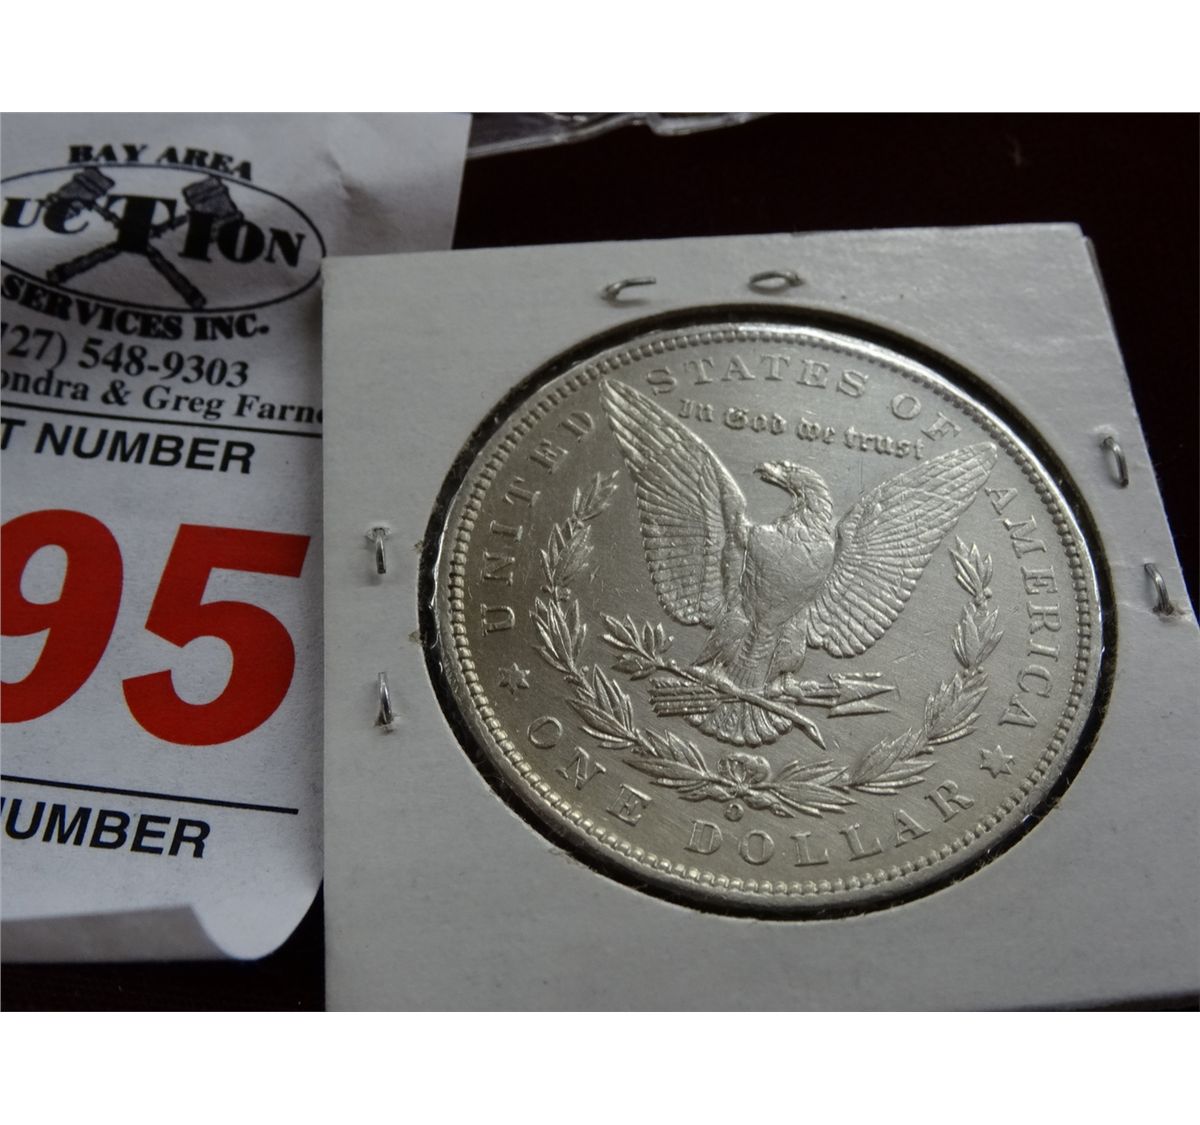 BAY AREA
UCTION
SERVICES INC.
27) 548-9303
ondra & Greg Farn
T NUMBER
95
UMBER
UNITED STATES OF AMERICA
In God we trust
O
ONE DOLLAR